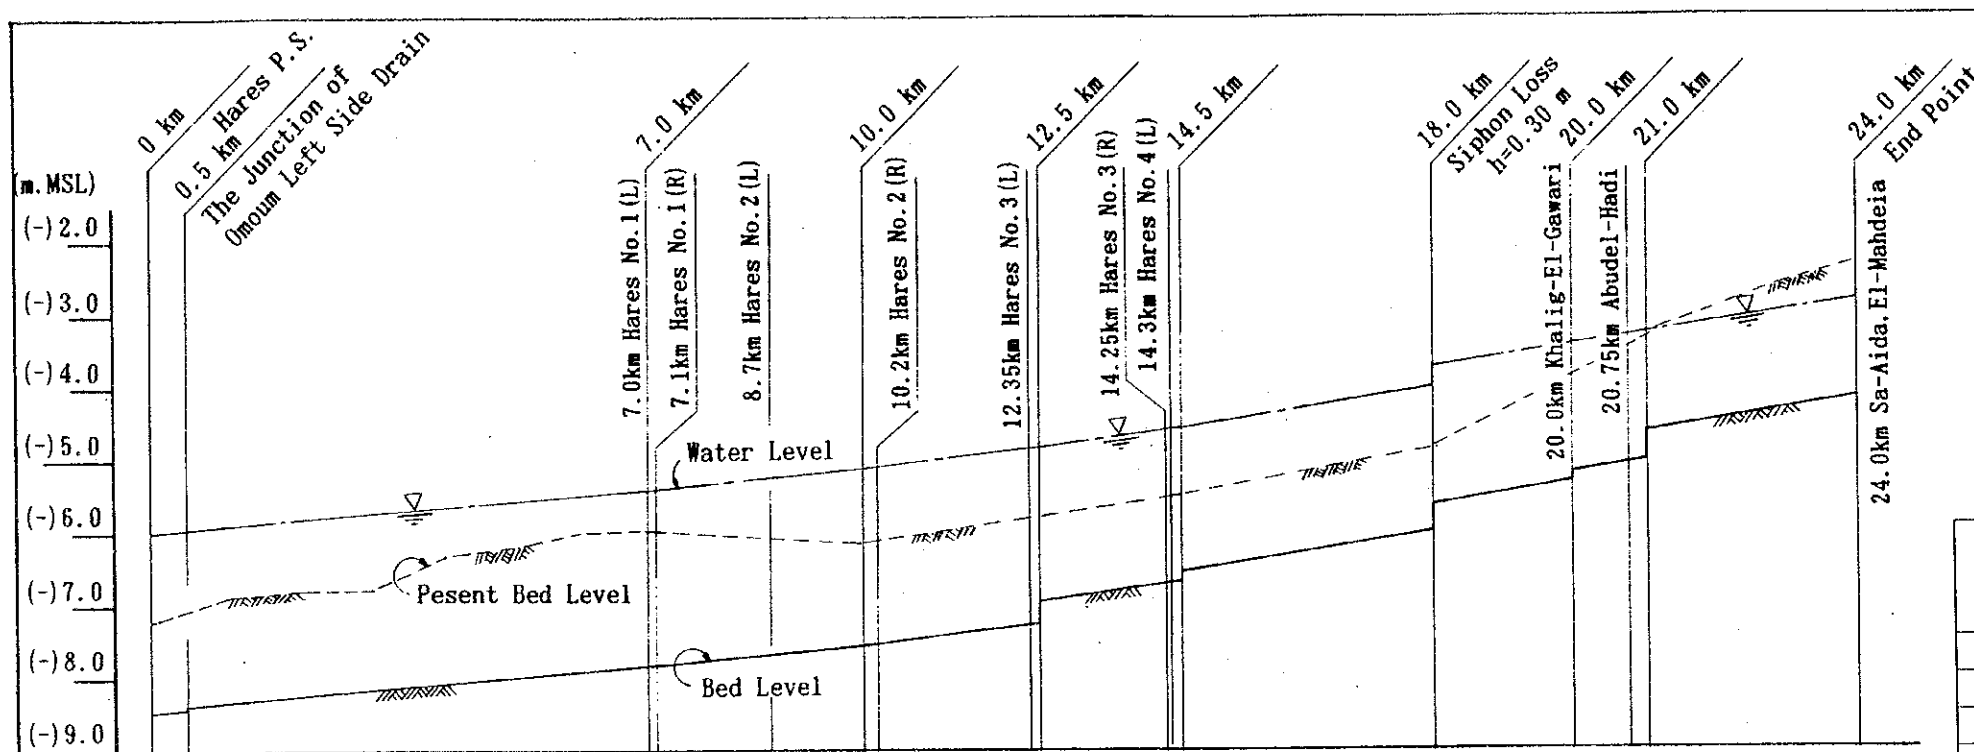 0 km
Hares P.S.
0.5 km
The Junction of
Omoum Left Side Drain
7.0 km
10.0 km
12.5 km
14.5 km
18.0 km
Siphon Loss
h=0.30 m
20.0 km
21.0 km
24.0 km
End Point
(m.MSL)
(-)2.0
(-)3.0
(-)4.0
(-)5.0
(-)6.0
(-)7.0
(-)8.0
(-)9.0
7.0km Hares No.1(L)
7.1km Hares No.1(R)
8.7km Hares No.2(L)
10.2km Hares No.2(R)
12.35km Hares No.3(L)
14.25km Hares No.3(R)
14.3km Hares No.4(L)
20.0km Khalig-El-Gawari
20.75km Abudel-Hadi
24.0km Sa-Aida,El-Mahdeia
Water Level
Pesent Bed Level
Bed Level